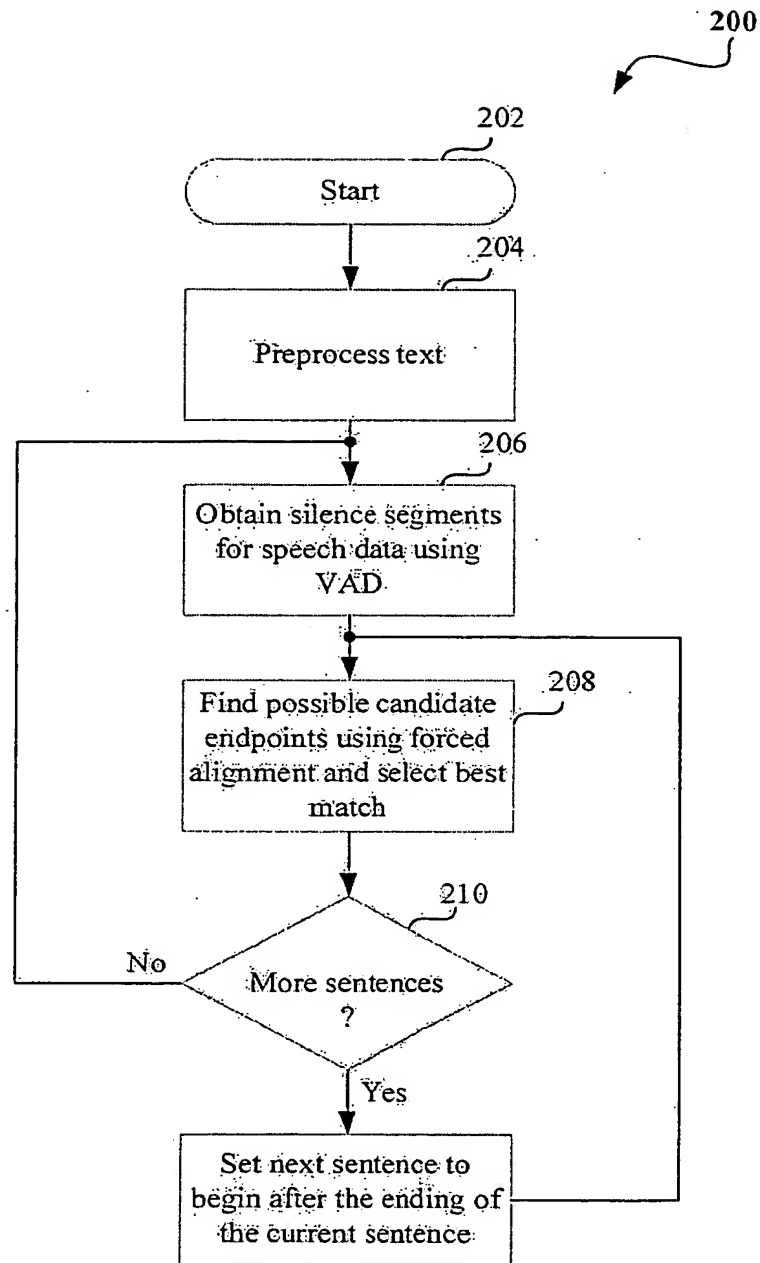 200
202
Start
204
Preprocess text
206
Obtain silence segments
for speech data using
VAD
208
Find possible candidate
endpoints using forced
alignment and select best
match
210
No
More sentences
?
Yes
Set next sentence to
begin after the ending of
the current sentence